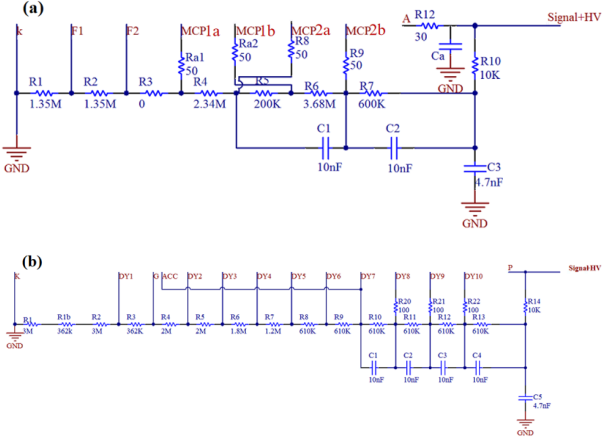 (a)
k
F1
F2
MCP1a
MCP1b
MCP2a
MCP2b
A
R12
30
Signal+HV
Ra1
50
Ra2
50
R8
50
R9
50
Ca
GND
R10
10K
R1
1.35M
R2
1.35M
R3
0
R4
2.34M
R5
200K
R6
3.68M
R7
600K
C1
10nF
C2
10nF
C3
4.7nF
GND
GND
(b)
K
DY1
G
ACC
DY2
DY3
DY4
DY5
DY6
DY7
DY8
DY9
DY10
P
Signal+HV
R20
100
R21
100
R22
100
R14
10K
R1
3M
R1b
362k
R2
3M
R3
362K
R4
2M
R5
2M
R6
1.8M
R7
1.2M
R8
610K
R9
610K
R10
610K
R11
610K
R12
610K
R13
610K
GND
C1
10nF
C2
10nF
C3
10nF
C4
10nF
C5
4.7nF
GND